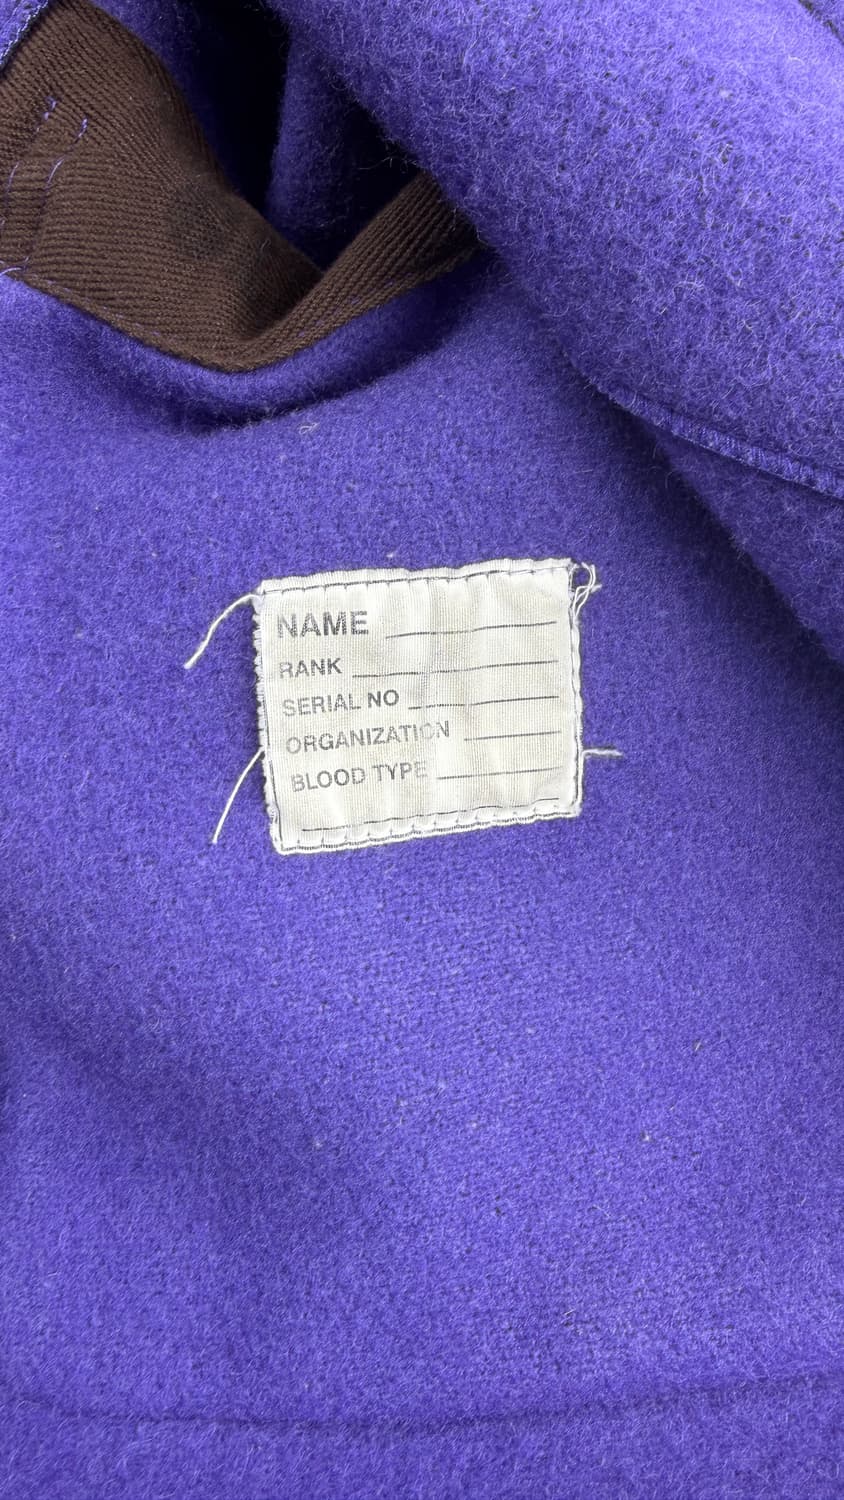 NAME
RANK
SERIAL NO
ORGANIZATION
BLOOD TYPE